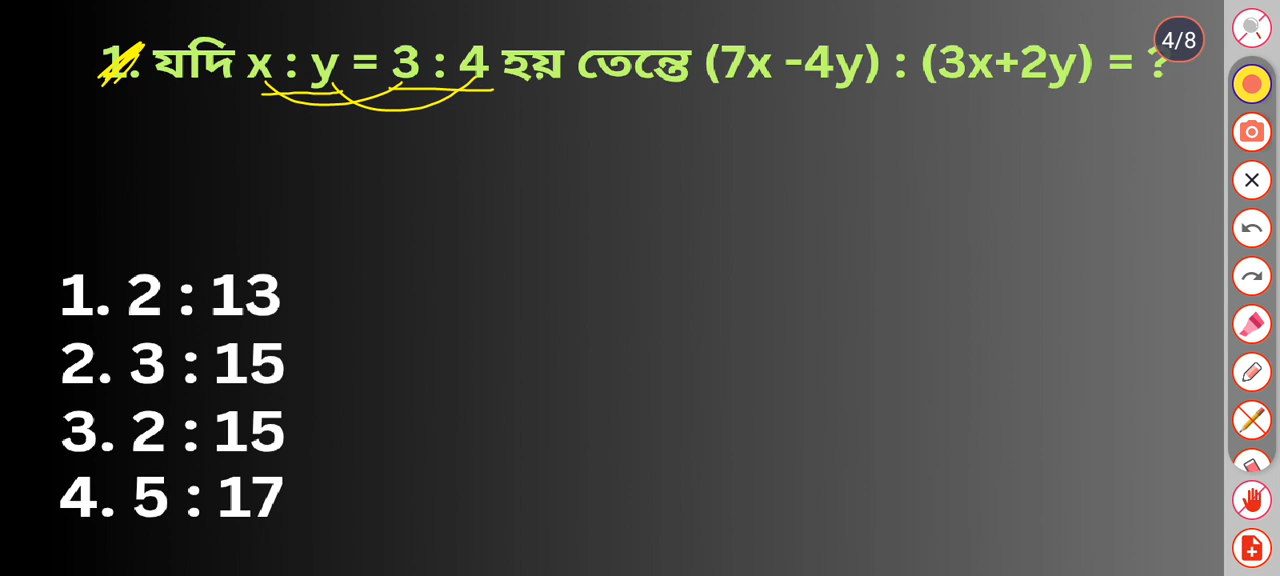 1. যদি x : y = 3 : 4 হয় তেন্তে (7x -4y) : (3x+2y) = ?
4/8
1. 2 : 13
2. 3 : 15
3. 2 : 15
4. 5 : 17